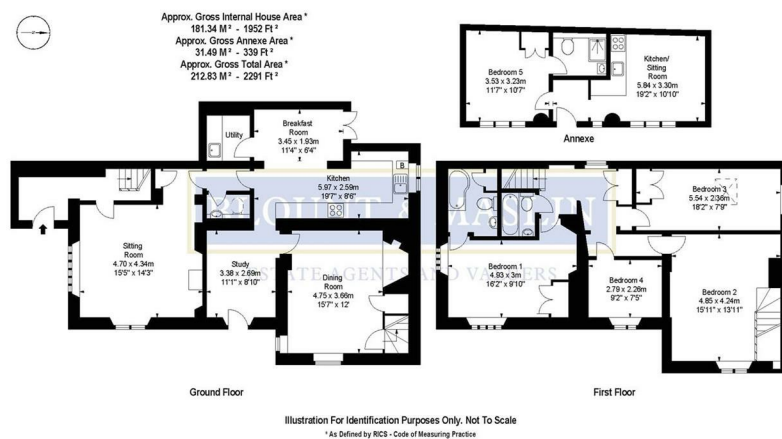 Approx. Gross Internal House Area *
181.34 M² - 1952 Ft²
Approx. Gross Annexe Area *
31.49 M² - 339 Ft²
Approx. Gross Total Area *
212.83 M² - 2291 Ft²
Bedroom 5
3.53 x 3.23m
11'7" x 10'7"
Kitchen/
Sitting
Room
5.84 x 3.30m
19'2" x 10'10"
Annexe
Utility
Breakfast
Room
3.45 x 1.93m
11'4" x 6'4"
B
Kitchen
5.97 x 2.59m
19'7" x 8'6"
Sitting
Room
4.70 x 4.34m
15'5" x 14'3"
Study
3.38 x 2.69m
11'1" x 8'10"
Dining
Room
4.75 x 3.66m
15'7" x 12'
Ground Floor
Bedroom 3
5.54 x 2.36m
18'2" x 7'9"
Bedroom 1
4.93 x 3m
16'2" x 9'10"
Bedroom 4
2.79 x 2.26m
9'2" x 7'5"
Bedroom 2
4.85 x 4.24m
15'11" x 13'11"
First Floor
BLOUNT & MASLIN
ESTATE AGENTS AND VALUERS
Illustration For Identification Purposes Only. Not To Scale
* As Defined by RICS - Code of Measuring Practice